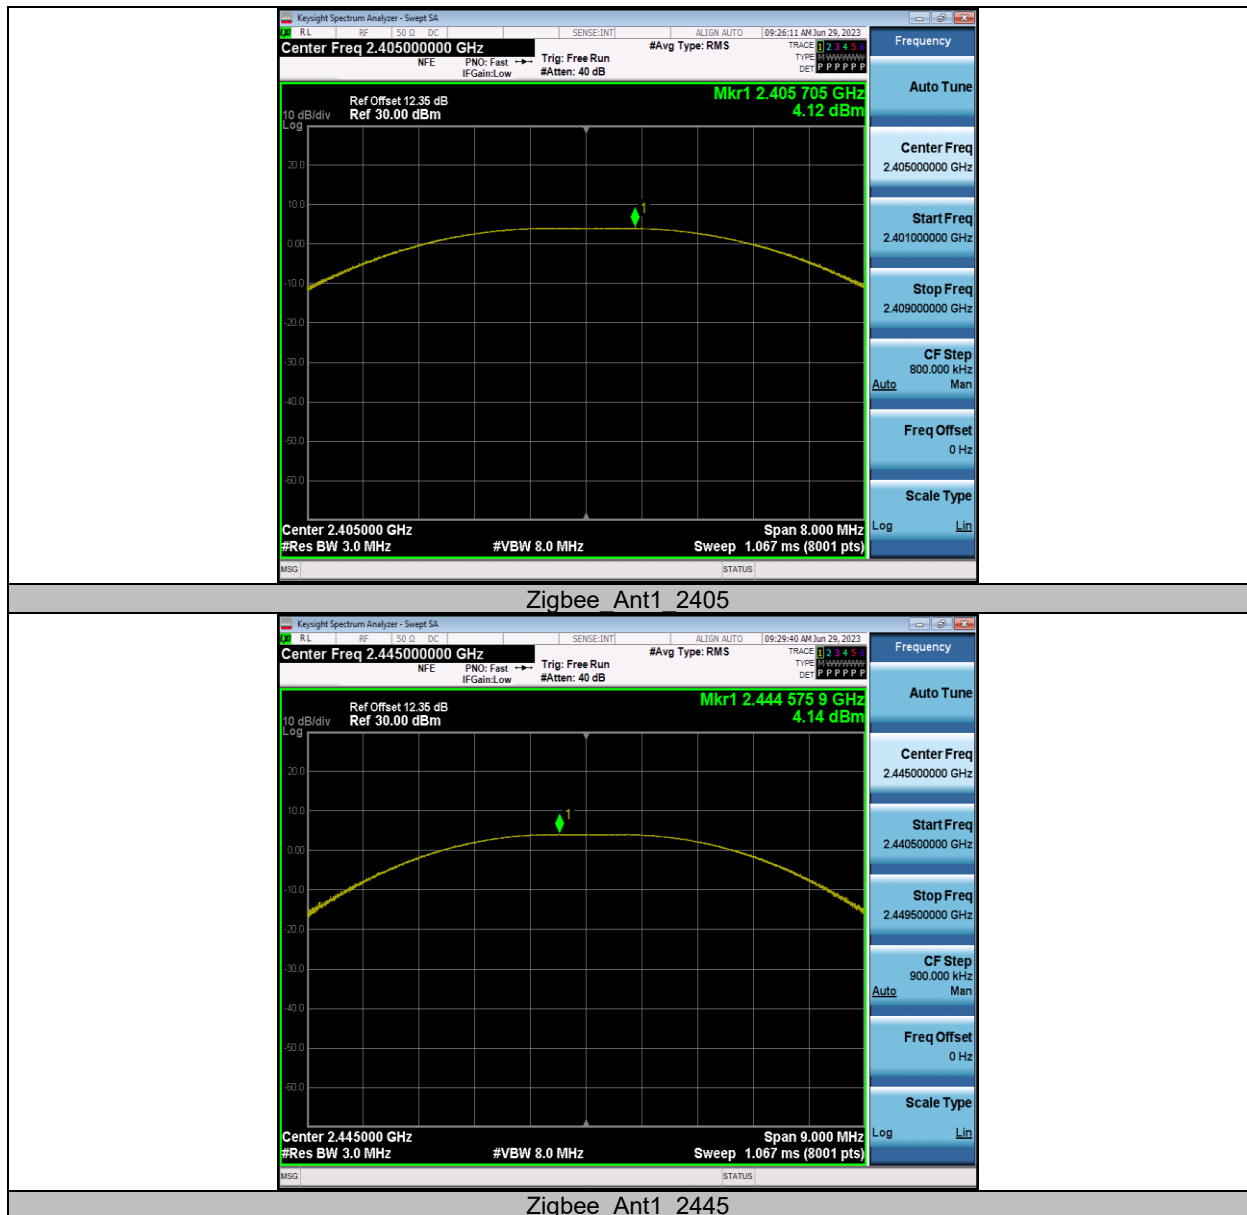 Keysight Spectrum Analyzer - Swept SA
RL RF 50 Ω DC SENSE:INT ALIGN AUTO 09:26:11 AM Jun 29, 2023
Center Freq 2.405000000 GHz #Avg Type: RMS TRACE 1 2 3 4 5 6
NFE PNO: Fast Trig: Free Run TYPE M WWWWW
IFGain:Low #Atten: 40 dB DET P P P P P P
Frequency
Mkr1 2.405 705 GHz
4.12 dBm
Ref Offset 12.35 dB
10 dB/div Ref 30.00 dBm
Log
20.0
10.0
0.00
-10.0
-20.0
-30.0
-40.0
-50.0
-60.0
Center 2.405000 GHz Span 8.000 MHz
#Res BW 3.0 MHz #VBW 8.0 MHz Sweep 1.067 ms (8001 pts)
MSG STATUS
Auto Tune
Center Freq
2.405000000 GHz
Start Freq
2.401000000 GHz
Stop Freq
2.409000000 GHz
CF Step
800.000 kHz
Auto Man
Freq Offset
0 Hz
Scale Type
Log Lin
1
Zigbee_Ant1_2405
Keysight Spectrum Analyzer - Swept SA
RL RF 50 Ω DC SENSE:INT ALIGN AUTO 09:29:40 AM Jun 29, 2023
Center Freq 2.445000000 GHz #Avg Type: RMS TRACE 1 2 3 4 5 6
NFE PNO: Fast Trig: Free Run TYPE M WWWWW
IFGain:Low #Atten: 40 dB DET P P P P P P
Frequency
Mkr1 2.444 575 9 GHz
4.14 dBm
Ref Offset 12.35 dB
10 dB/div Ref 30.00 dBm
Log
20.0
10.0
0.00
-10.0
-20.0
-30.0
-40.0
-50.0
-60.0
Center 2.445000 GHz Span 9.000 MHz
#Res BW 3.0 MHz #VBW 8.0 MHz Sweep 1.067 ms (8001 pts)
MSG STATUS
Auto Tune
Center Freq
2.445000000 GHz
Start Freq
2.440500000 GHz
Stop Freq
2.449500000 GHz
CF Step
900.000 kHz
Auto Man
Freq Offset
0 Hz
Scale Type
Log Lin
1
Zigbee_Ant1_2445